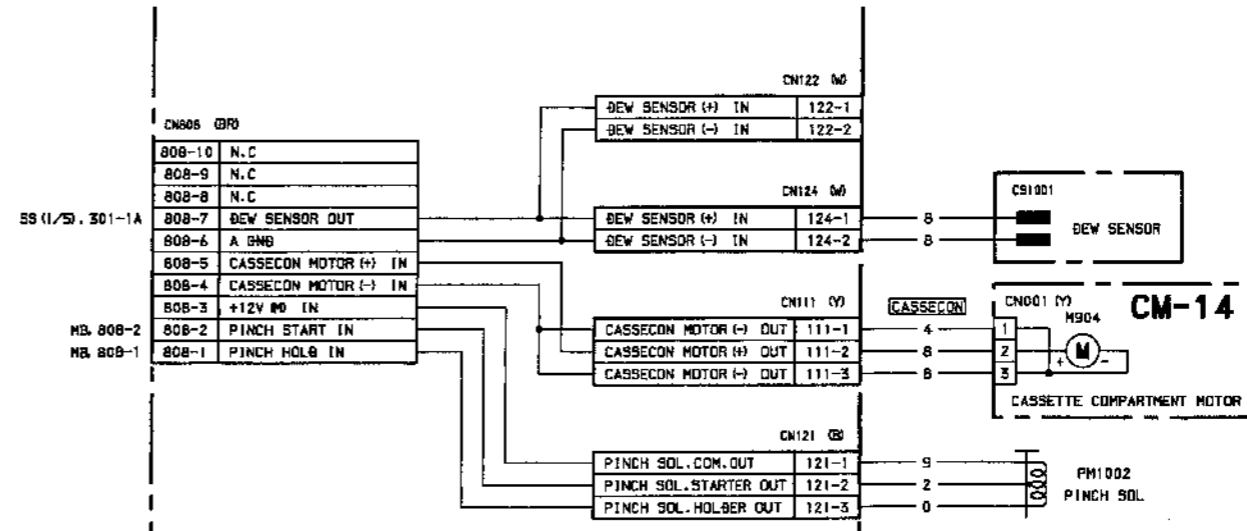 CN122 (W)
DEW SENSOR (+) IN 122-1
DEW SENSOR (-) IN 122-2
CN808 (BR)
808-10 N.C
808-9 N.C
808-8 N.C
SS (1/5). 301-1A 808-7 DEW SENSOR OUT
808-6 A GND
808-5 CASSECON MOTOR (+) IN
808-4 CASSECON MOTOR (-) IN
808-3 +12V MD IN
MB. 808-2 808-2 PINCH START IN
MB. 808-1 808-1 PINCH HOLD IN
CN124 (W)
DEW SENSOR (+) IN 124-1 8
DEW SENSOR (-) IN 124-2 8
CS1001
DEW SENSOR
CN111 (Y)
CASSECON
CASSECON MOTOR (-) OUT 111-1 4
CASSECON MOTOR (+) OUT 111-2 8
CASSECON MOTOR (-) OUT 111-3 8
CN001 (Y)
CM-14
M904
1
2 + M -
3
CASSETTE COMPARTMENT MOTOR
CN121 (B)
PINCH SOL.COM.OUT 121-1 9
PINCH SOL.STARTER OUT 121-2 2
PINCH SOL.HOLDER OUT 121-3 0
PM1002
PINCH SOL